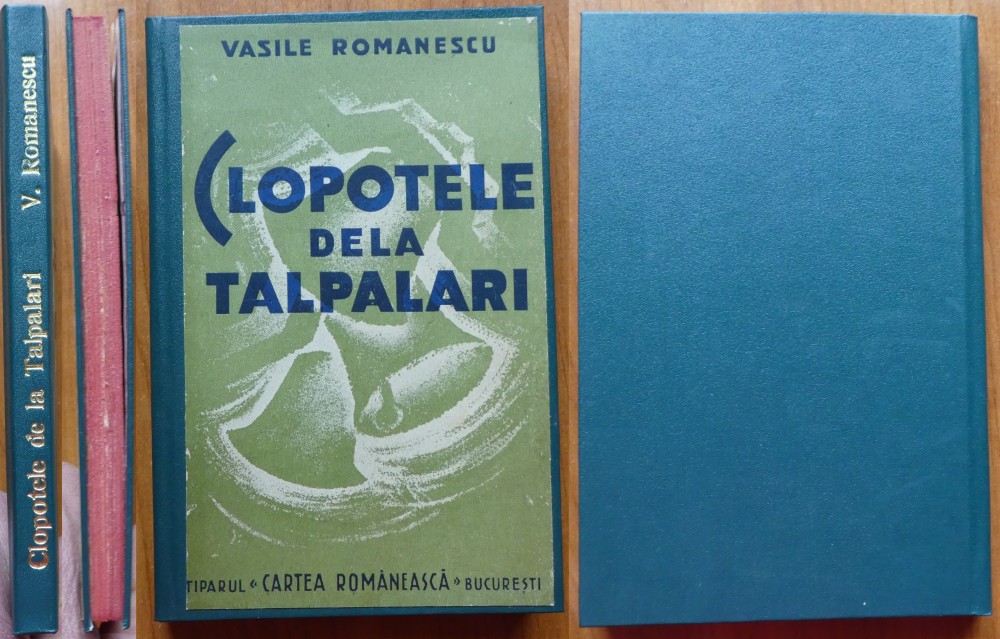 Clopotele de la Talpalari V. Romanescu
VASILE ROMANESCU
CLOPOTELE
DELA
TALPALARI
TIPARUL « CARTEA ROMÂNEASCĂ » BUCUREȘTI